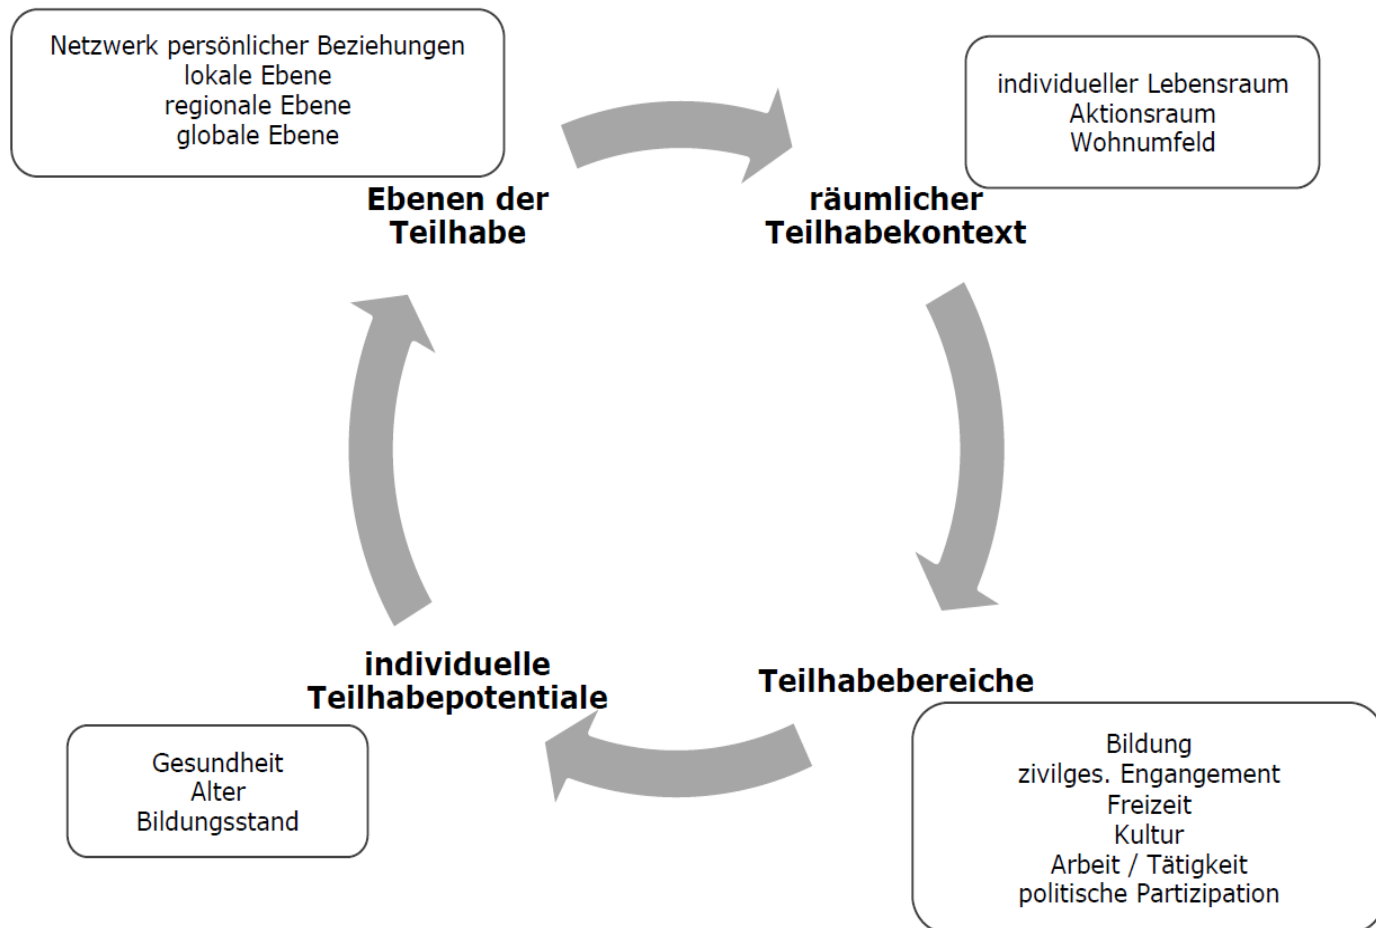 Netzwerk persönlicher Beziehungen
lokale Ebene
regionale Ebene
globale Ebene
Ebenen der
Teilhabe
individueller Lebensraum
Aktionsraum
Wohnumfeld
räumlicher
Teilhabekontext
individuelle
Teilhabepotentiale
Gesundheit
Alter
Bildungsstand
Teilhabebereiche
Bildung
zivilges. Engangement
Freizeit
Kultur
Arbeit / Tätigkeit
politische Partizipation